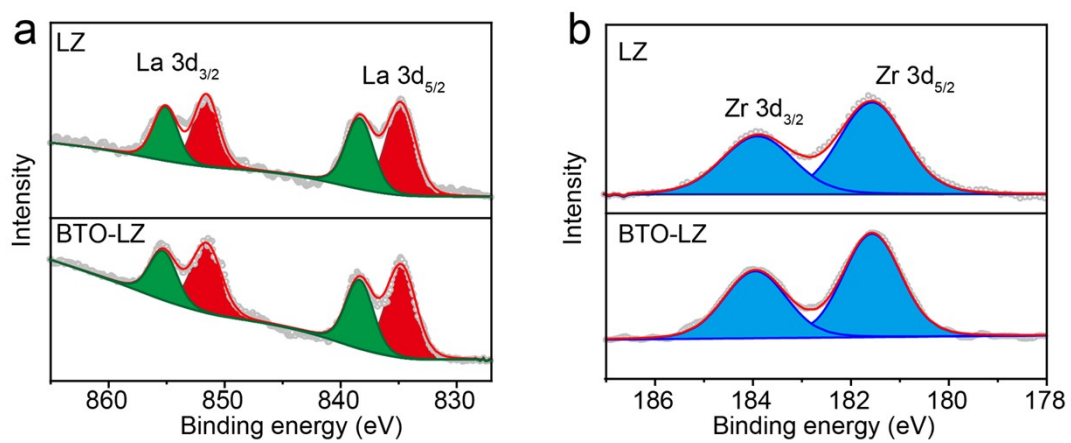 a
LZ
La 3d3/2
La 3d5/2
BTO-LZ
Intensity
860
850
840
830
Binding energy (eV)
b
LZ
Zr 3d3/2
Zr 3d5/2
BTO-LZ
Intensity
186
184
182
180
178
Binding energy (eV)